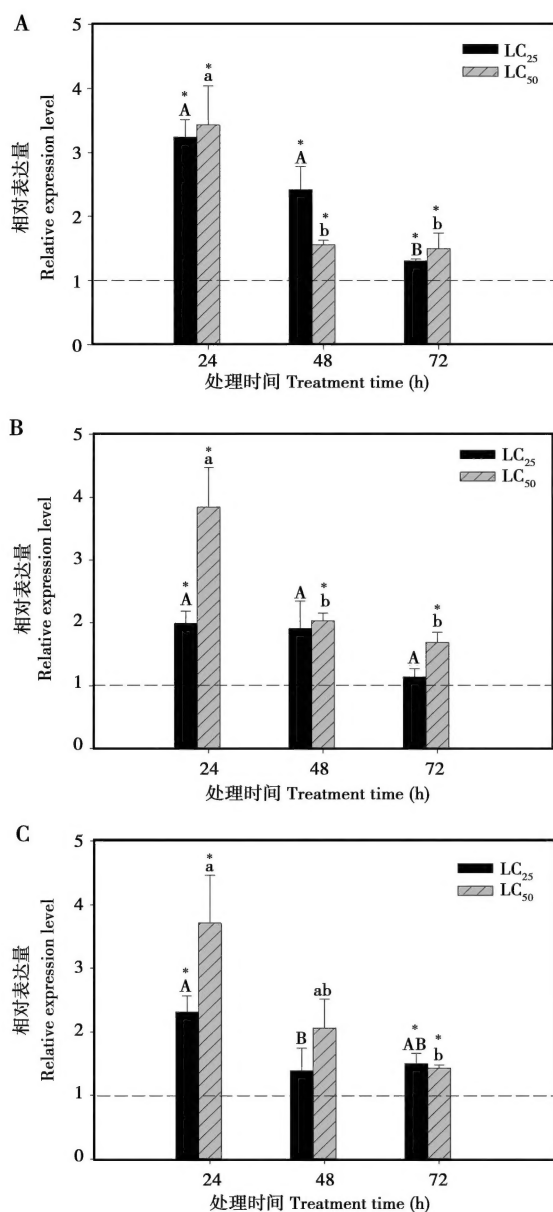 A
5
4
3
2
1
0
相对表达量
Relative expression level
LC25
LC50
*
A
*
a
*
A
*
b
*
B
*
b
24
48
72
处理时间 Treatment time (h)
B
5
4
3
2
1
0
相对表达量
Relative expression level
LC25
LC50
*
A
*
a
A
*
b
A
*
b
24
48
72
处理时间 Treatment time (h)
C
5
4
3
2
1
0
相对表达量
Relative expression level
LC25
LC50
*
A
*
a
B
ab
*
AB
*
b
24
48
72
处理时间 Treatment time (h)